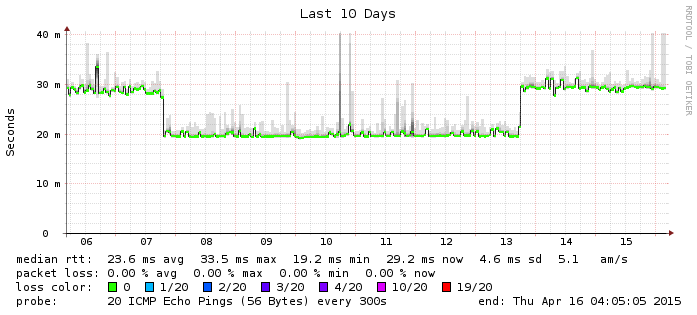 Last 10 Days
RRDTOOL / TOBI OETIKER
Seconds
40 m
30 m
20 m
10 m
0
06 07 08 09 10 11 12 13 14 15
median rtt: 23.6 ms avg 33.5 ms max 19.2 ms min 29.2 ms now 4.6 ms sd 5.1 am/s
packet loss: 0.00 % avg 0.00 % max 0.00 % min 0.00 % now
loss color: 0 1/20 2/20 3/20 4/20 10/20 19/20
probe: 20 ICMP Echo Pings (56 Bytes) every 300s end: Thu Apr 16 04:05:05 2015